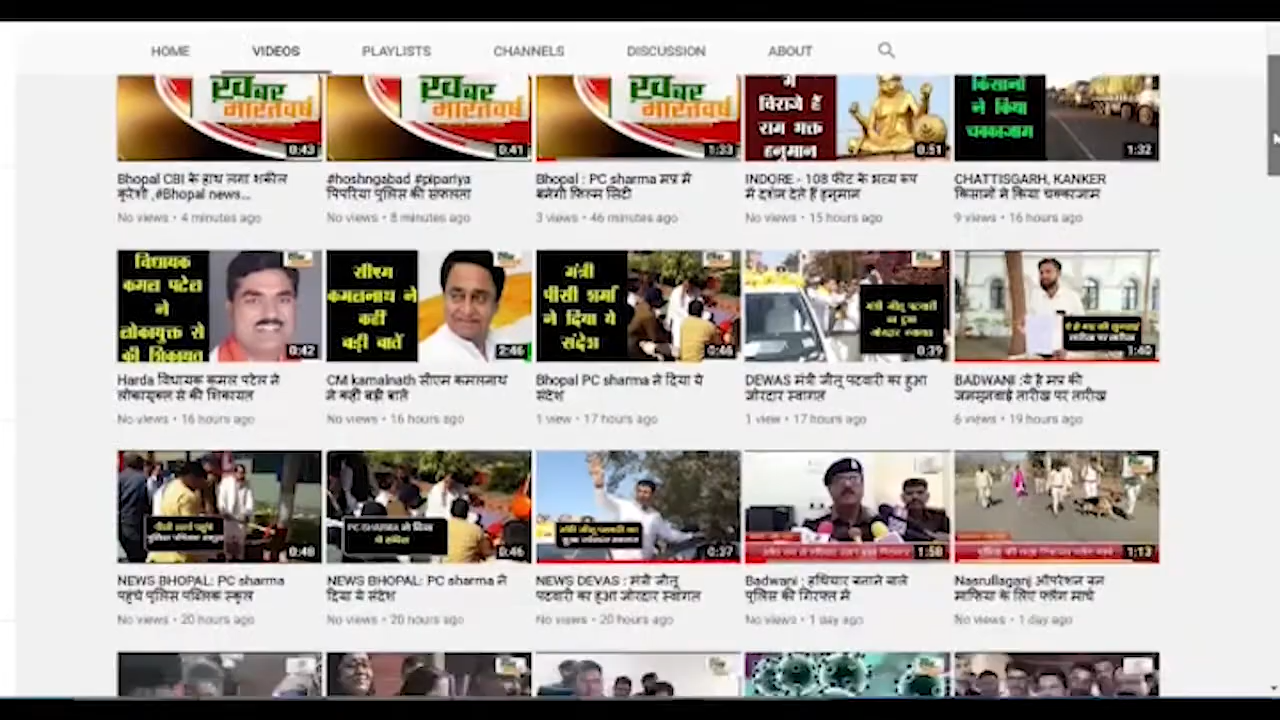 HOME VIDEOS PLAYLISTS CHANNELS DISCUSSION ABOUT
ख़बर
भारतवर्ष
0:43
ख़बर
भारतवर्ष
0:41
ख़बर
भारतवर्ष
1:33
में
विराजे हैं
राम भक्त
हनुमान
0:51
किसानों
ने किया
चक्काजाम
1:32
Bhopal CBI के हाथ लगा शकील
कुरेशी ,#Bhopal news...
No views • 4 minutes ago
#hoshngabad #pipariya
पिपरिया पुलिस की सफलता
No views • 8 minutes ago
Bhopal : PC sharma मप्र में
बनेगी फिल्म सिटी
3 views • 46 minutes ago
INDORE - 108 फीट के भव्य रूप
में दर्शन देते हैं हनुमान
No views • 15 hours ago
CHATTISGARH, KANKER
किसानों ने किया चक्काजाम
9 views • 16 hours ago
विधायक
कमल पटेल
ने
लोकायुक्त से
की शिकायत
0:42
सीएम
कमलनाथ ने
कहीं
बड़ी बातें
2:46
मंत्री
पीसी शर्मा
ने दिया ये
संदेश
0:46
मंत्री जीतू पटवारी
का हुआ
जोरदार स्वागत
0:39
ये है मप्र की जनसुनवाई
तारीख पर तारीख
1:40
Harda विधायक कमल पटेल ने
लोकायुक्त से की शिकायत
No views • 16 hours ago
CM kamalnath सीएम कमलनाथ
ने कहीं बड़ी बातें
No views • 16 hours ago
Bhopal PC sharma ने दिया ये
संदेश
1 view • 17 hours ago
DEWAS मंत्री जीतू पटवारी का हुआ
जोरदार स्वागत
1 view • 17 hours ago
BADWANI :ये है मप्र की
जनसुनवाई तारीख पर तारीख
6 views • 19 hours ago
0:48
PC SHARMA ने दिया
ये संदेश
0:46
0:37
1:58
1:13
NEWS BHOPAL: PC sharma
पहुंचे पुलिस पब्लिक स्कूल
No views • 20 hours ago
NEWS BHOPAL: PC sharma ने
दिया ये संदेश
No views • 20 hours ago
NEWS DEVAS : मंत्री जीतू
पटवारी का हुआ जोरदार स्वागत
No views • 20 hours ago
Badwani : हथियार बनाने वाले
पुलिस की गिरफ्त में
No views • 1 day ago
Nasrullaganj ऑपरेशन वन
माफिया के लिए फ्लैग मार्च
No views • 1 day ago